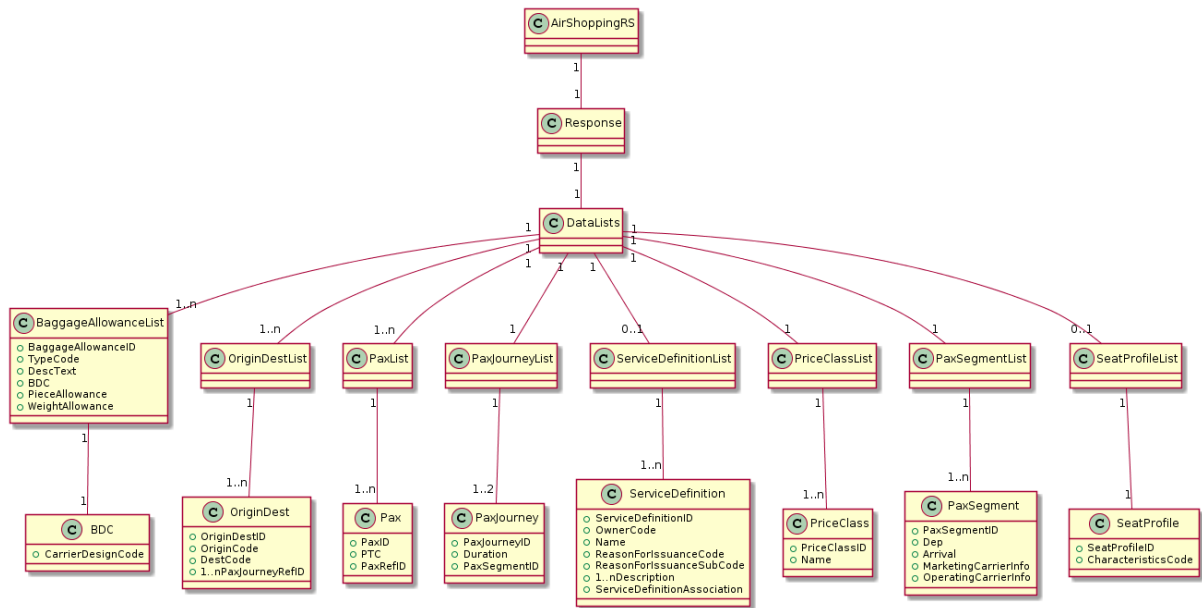 C AirShoppingRS
1
1
C Response
1
1
C DataLists
1
1
1
1
1
1
1
1
1..n
1..n
1..n
1
0..1
1
1
0..1
C BaggageAllowanceList
BaggageAllowanceID
TypeCode
DescText
BDC
PieceAllowance
WeightAllowance
C OriginDestList
C PaxList
C PaxJourneyList
C ServiceDefinitionList
C PriceClassList
C PaxSegmentList
C SeatProfileList
1
1
1
1
1
1
1
1
1
1..n
1..n
1..2
1..n
1..n
1..n
1
C BDC
CarrierDesignCode
C OriginDest
OriginDestID
OriginCode
DestCode
1..nPaxJourneyRefID
C Pax
PaxID
PTC
PaxRefID
C PaxJourney
PaxJourneyID
Duration
PaxSegmentID
C ServiceDefinition
ServiceDefinitionID
OwnerCode
Name
ReasonForIssuanceCode
ReasonForIssuanceSubCode
1..nDescription
ServiceDefinitionAssociation
C PriceClass
PriceClassID
Name
C PaxSegment
PaxSegmentID
Dep
Arrival
MarketingCarrierInfo
OperatingCarrierInfo
C SeatProfile
SeatProfileID
CharacteristicsCode